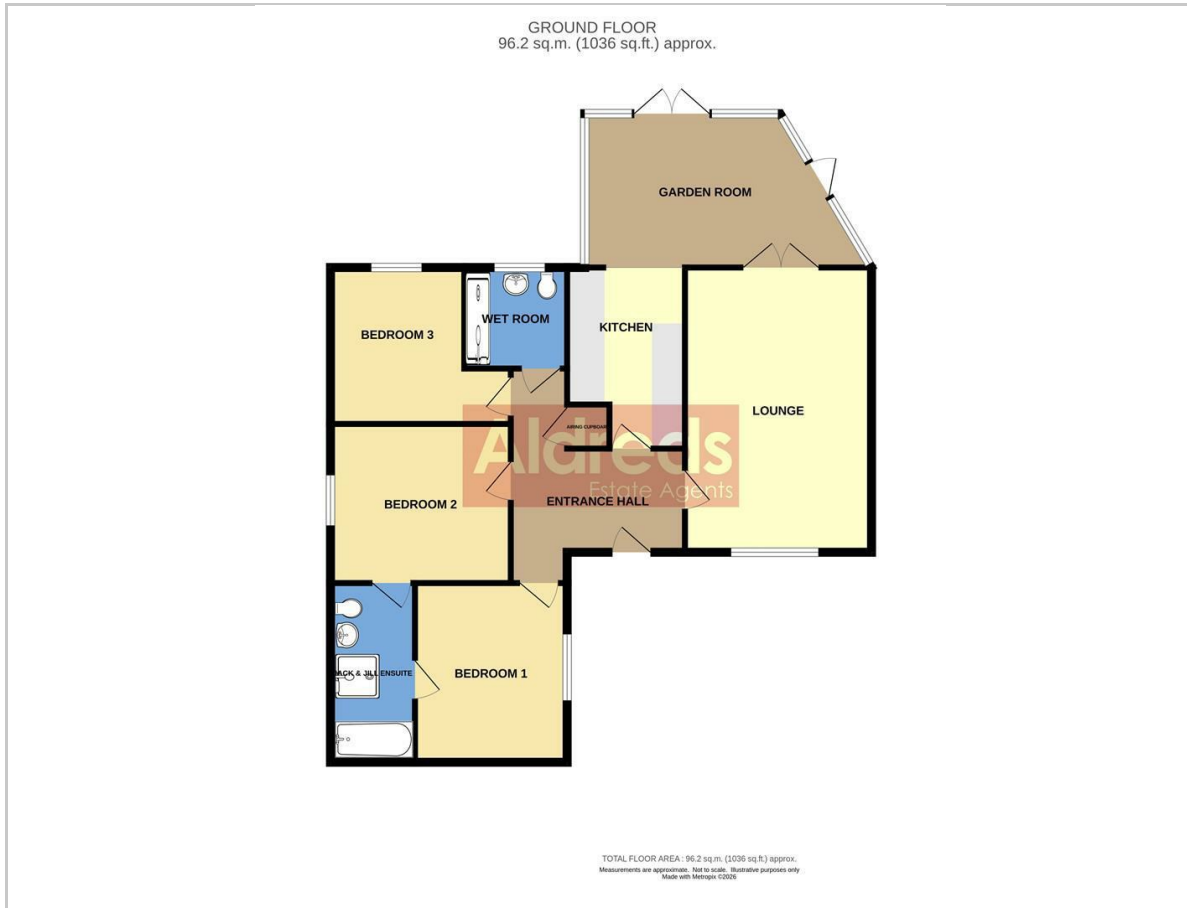 GROUND FLOOR
96.2 sq.m. (1036 sq.ft.) approx.
GARDEN ROOM
WET ROOM
KITCHEN
BEDROOM 3
LOUNGE
AIRING CUPBOARD
Aldreds
Estate Agents
ENTRANCE HALL
BEDROOM 2
JACK & JILL ENSUITE
BEDROOM 1
TOTAL FLOOR AREA : 96.2 sq.m. (1036 sq.ft.) approx.
Measurements are approximate. Not to scale. Illustrative purposes only
Made with Metropix ©2026